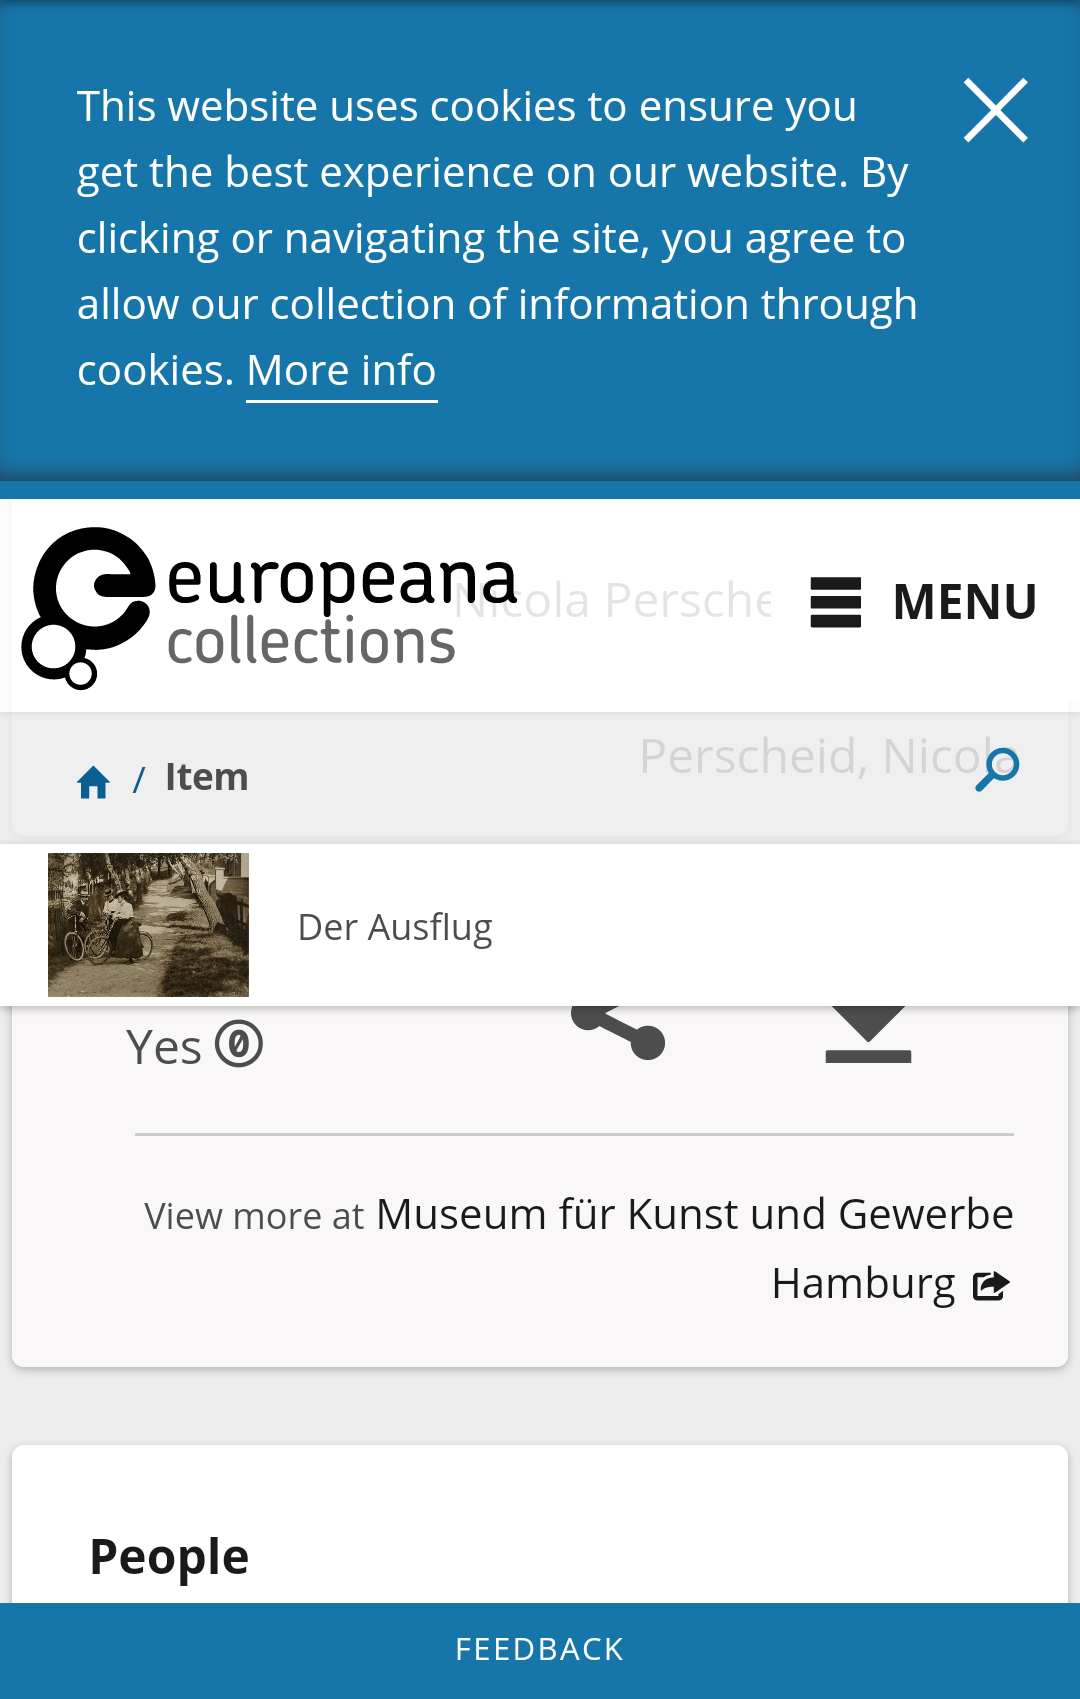 This website uses cookies to ensure you
get the best experience on our website. By
clicking or navigating the site, you agree to
allow our collection of information through
cookies. More info
europeana
collections
Nicola Persche
MENU
/ Item
Perscheid, Nicola
Der Ausflug
Yes 0
View more at Museum für Kunst und Gewerbe
Hamburg
People
FEEDBACK